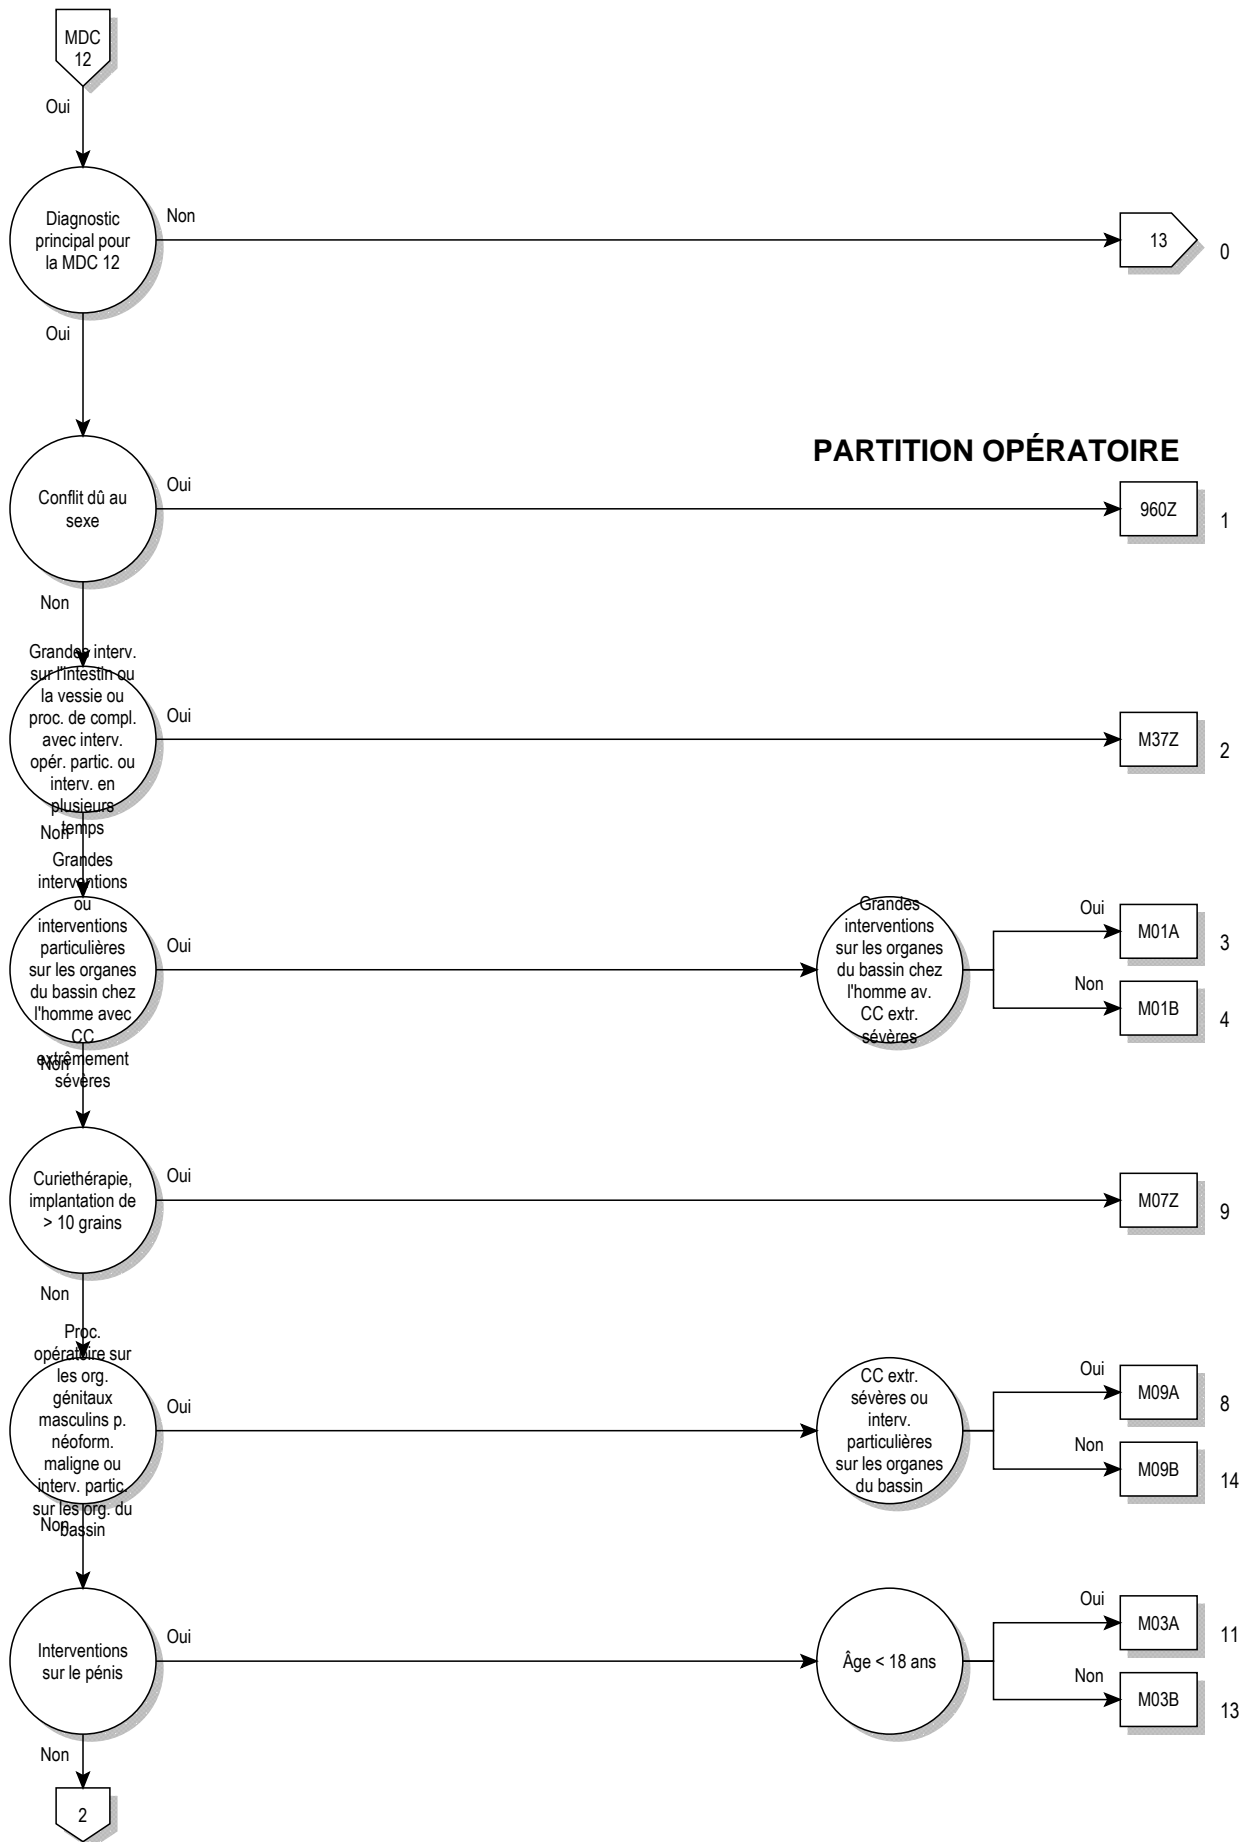 MDC
12
Oui
Diagnostic
principal pour
la MDC 12
Non
13
0
Oui
PARTITION OPÉRATOIRE
Conflit dû au
sexe
Oui
960Z
1
Non
Grandes interv.
sur l'intestin ou
la vessie ou
proc. de compl.
avec interv.
opér. partic. ou
interv. en
plusieurs
temps
Oui
M37Z
2
Non
Grandes
interventions
ou
interventions
particulières
sur les organes
du bassin chez
l'homme avec
CC
extrêmement
sévères
Oui
Grandes
interventions
sur les organes
du bassin chez
l'homme av.
CC extr.
sévères
Oui
M01A
3
Non
M01B
4
Non
Curiethérapie,
implantation de
> 10 grains
Oui
M07Z
9
Non
Proc.
opératoire sur
les org.
génitaux
masculins p.
néoform.
maligne ou
interv. partic.
sur les org. du
bassin
Oui
CC extr.
sévères ou
interv.
particulières
sur les organes
du bassin
Oui
M09A
8
Non
M09B
14
Non
Interventions
sur le pénis
Oui
Âge < 18 ans
Oui
M03A
11
Non
M03B
13
Non
2